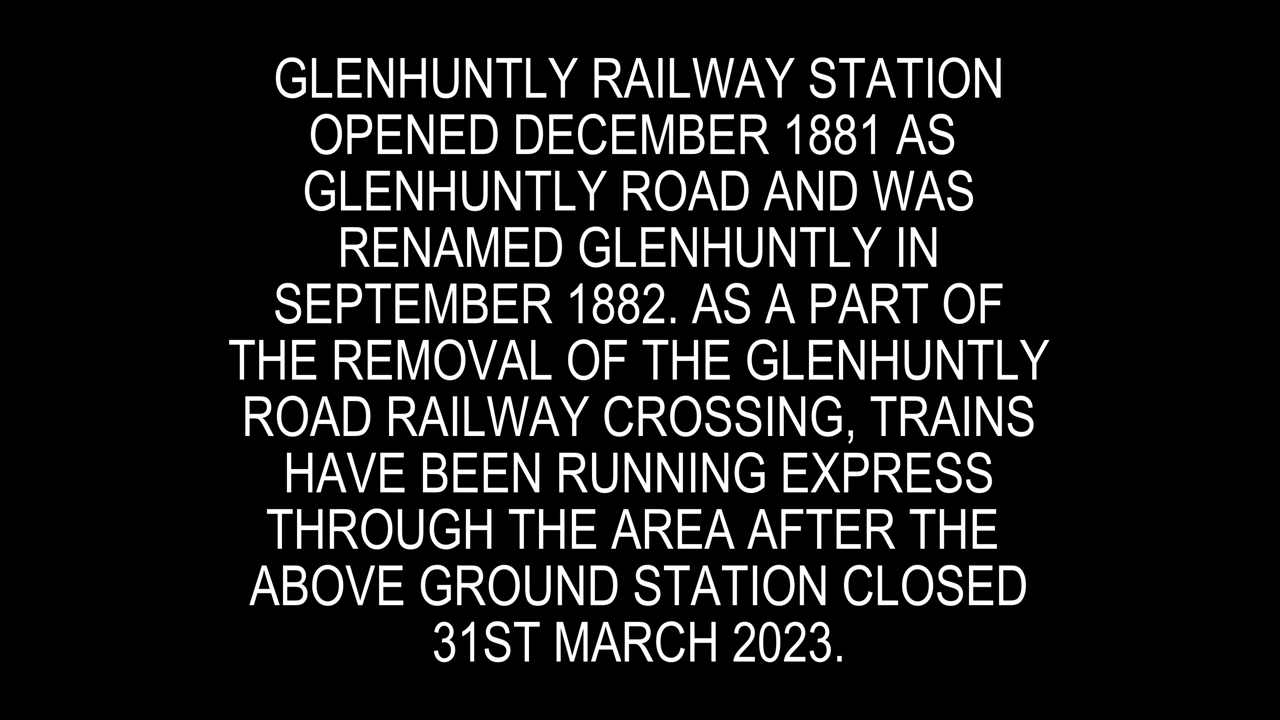 GLENHUNTLY RAILWAY STATION
OPENED DECEMBER 1881 AS
GLENHUNTLY ROAD AND WAS
RENAMED GLENHUNTLY IN
SEPTEMBER 1882. AS A PART OF
THE REMOVAL OF THE GLENHUNTLY
ROAD RAILWAY CROSSING, TRAINS
HAVE BEEN RUNNING EXPRESS
THROUGH THE AREA AFTER THE
ABOVE GROUND STATION CLOSED
31ST MARCH 2023.